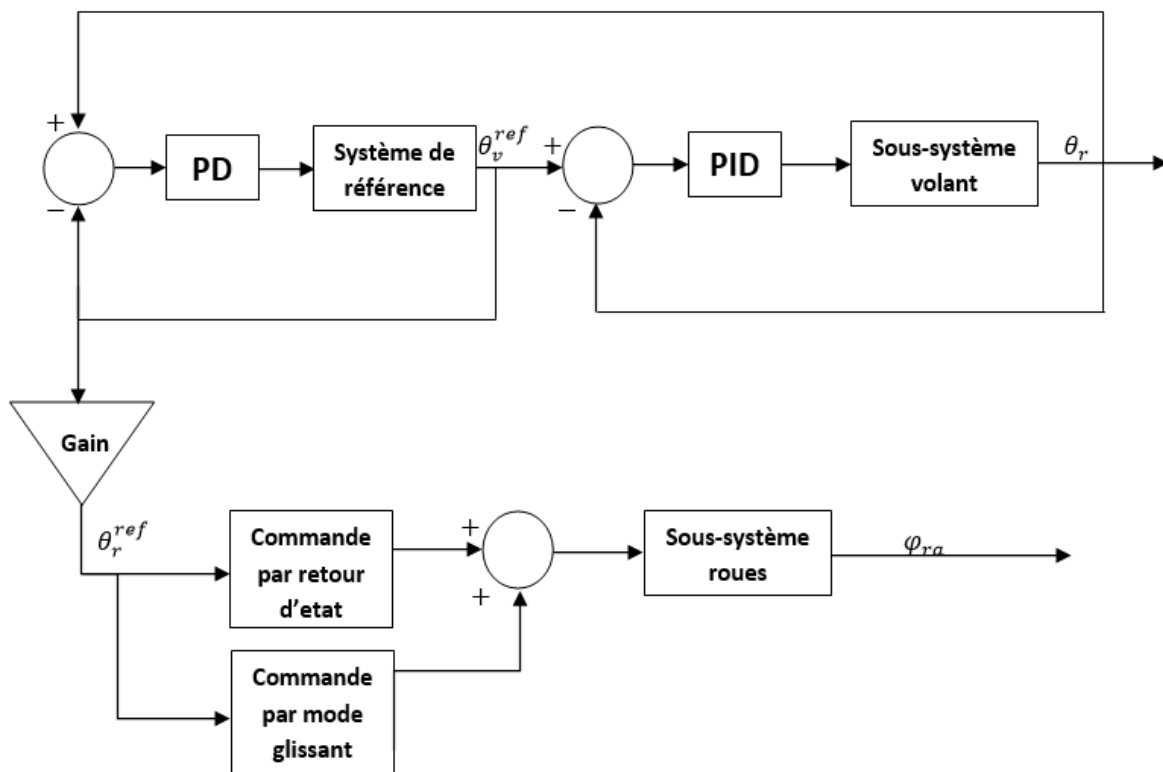 +
−
PD
Système de
référence
θ_v^ref
+
−
PID
Sous-système
volant
θ_r
Gain
θ_r^ref
Commande
par retour
d'etat
+
+
Sous-système
roues
φ_ra
Commande
par mode
glissant